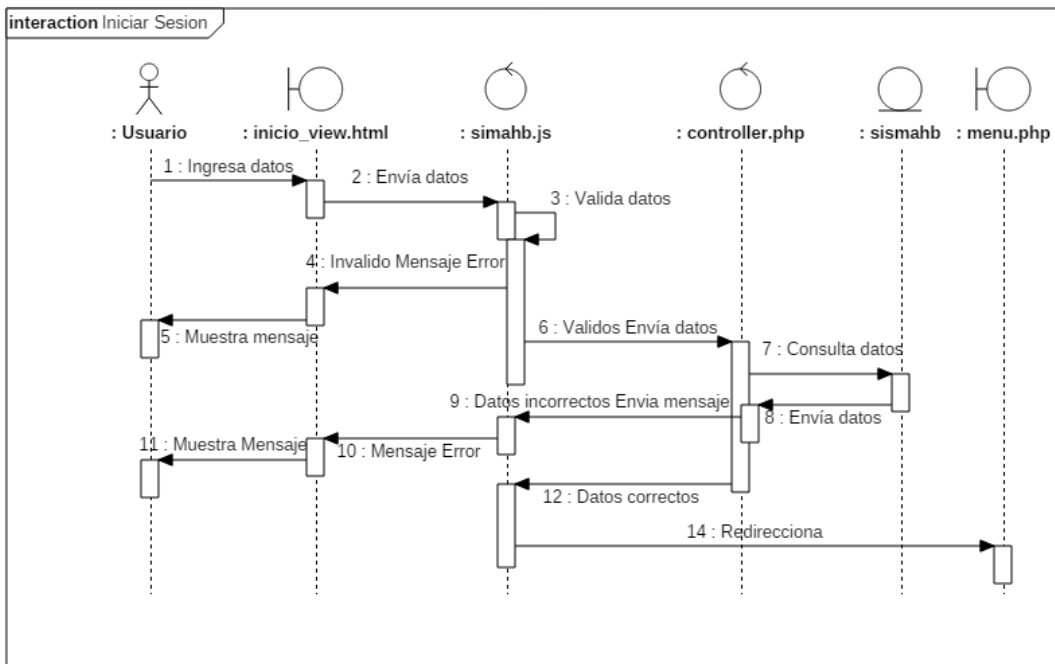 interaction Iniciar Sesion
: Usuario
: inicio_view.html
: simahb.js
: controller.php
: sismahb
: menu.php
1 : Ingresa datos
2 : Envía datos
3 : Valida datos
4 : Invalido Mensaje Error
5 : Muestra mensaje
6 : Validos Envía datos
7 : Consulta datos
8 : Envía datos
9 : Datos incorrectos Envia mensaje
10 : Mensaje Error
11 : Muestra Mensaje
12 : Datos correctos
14 : Redirecciona